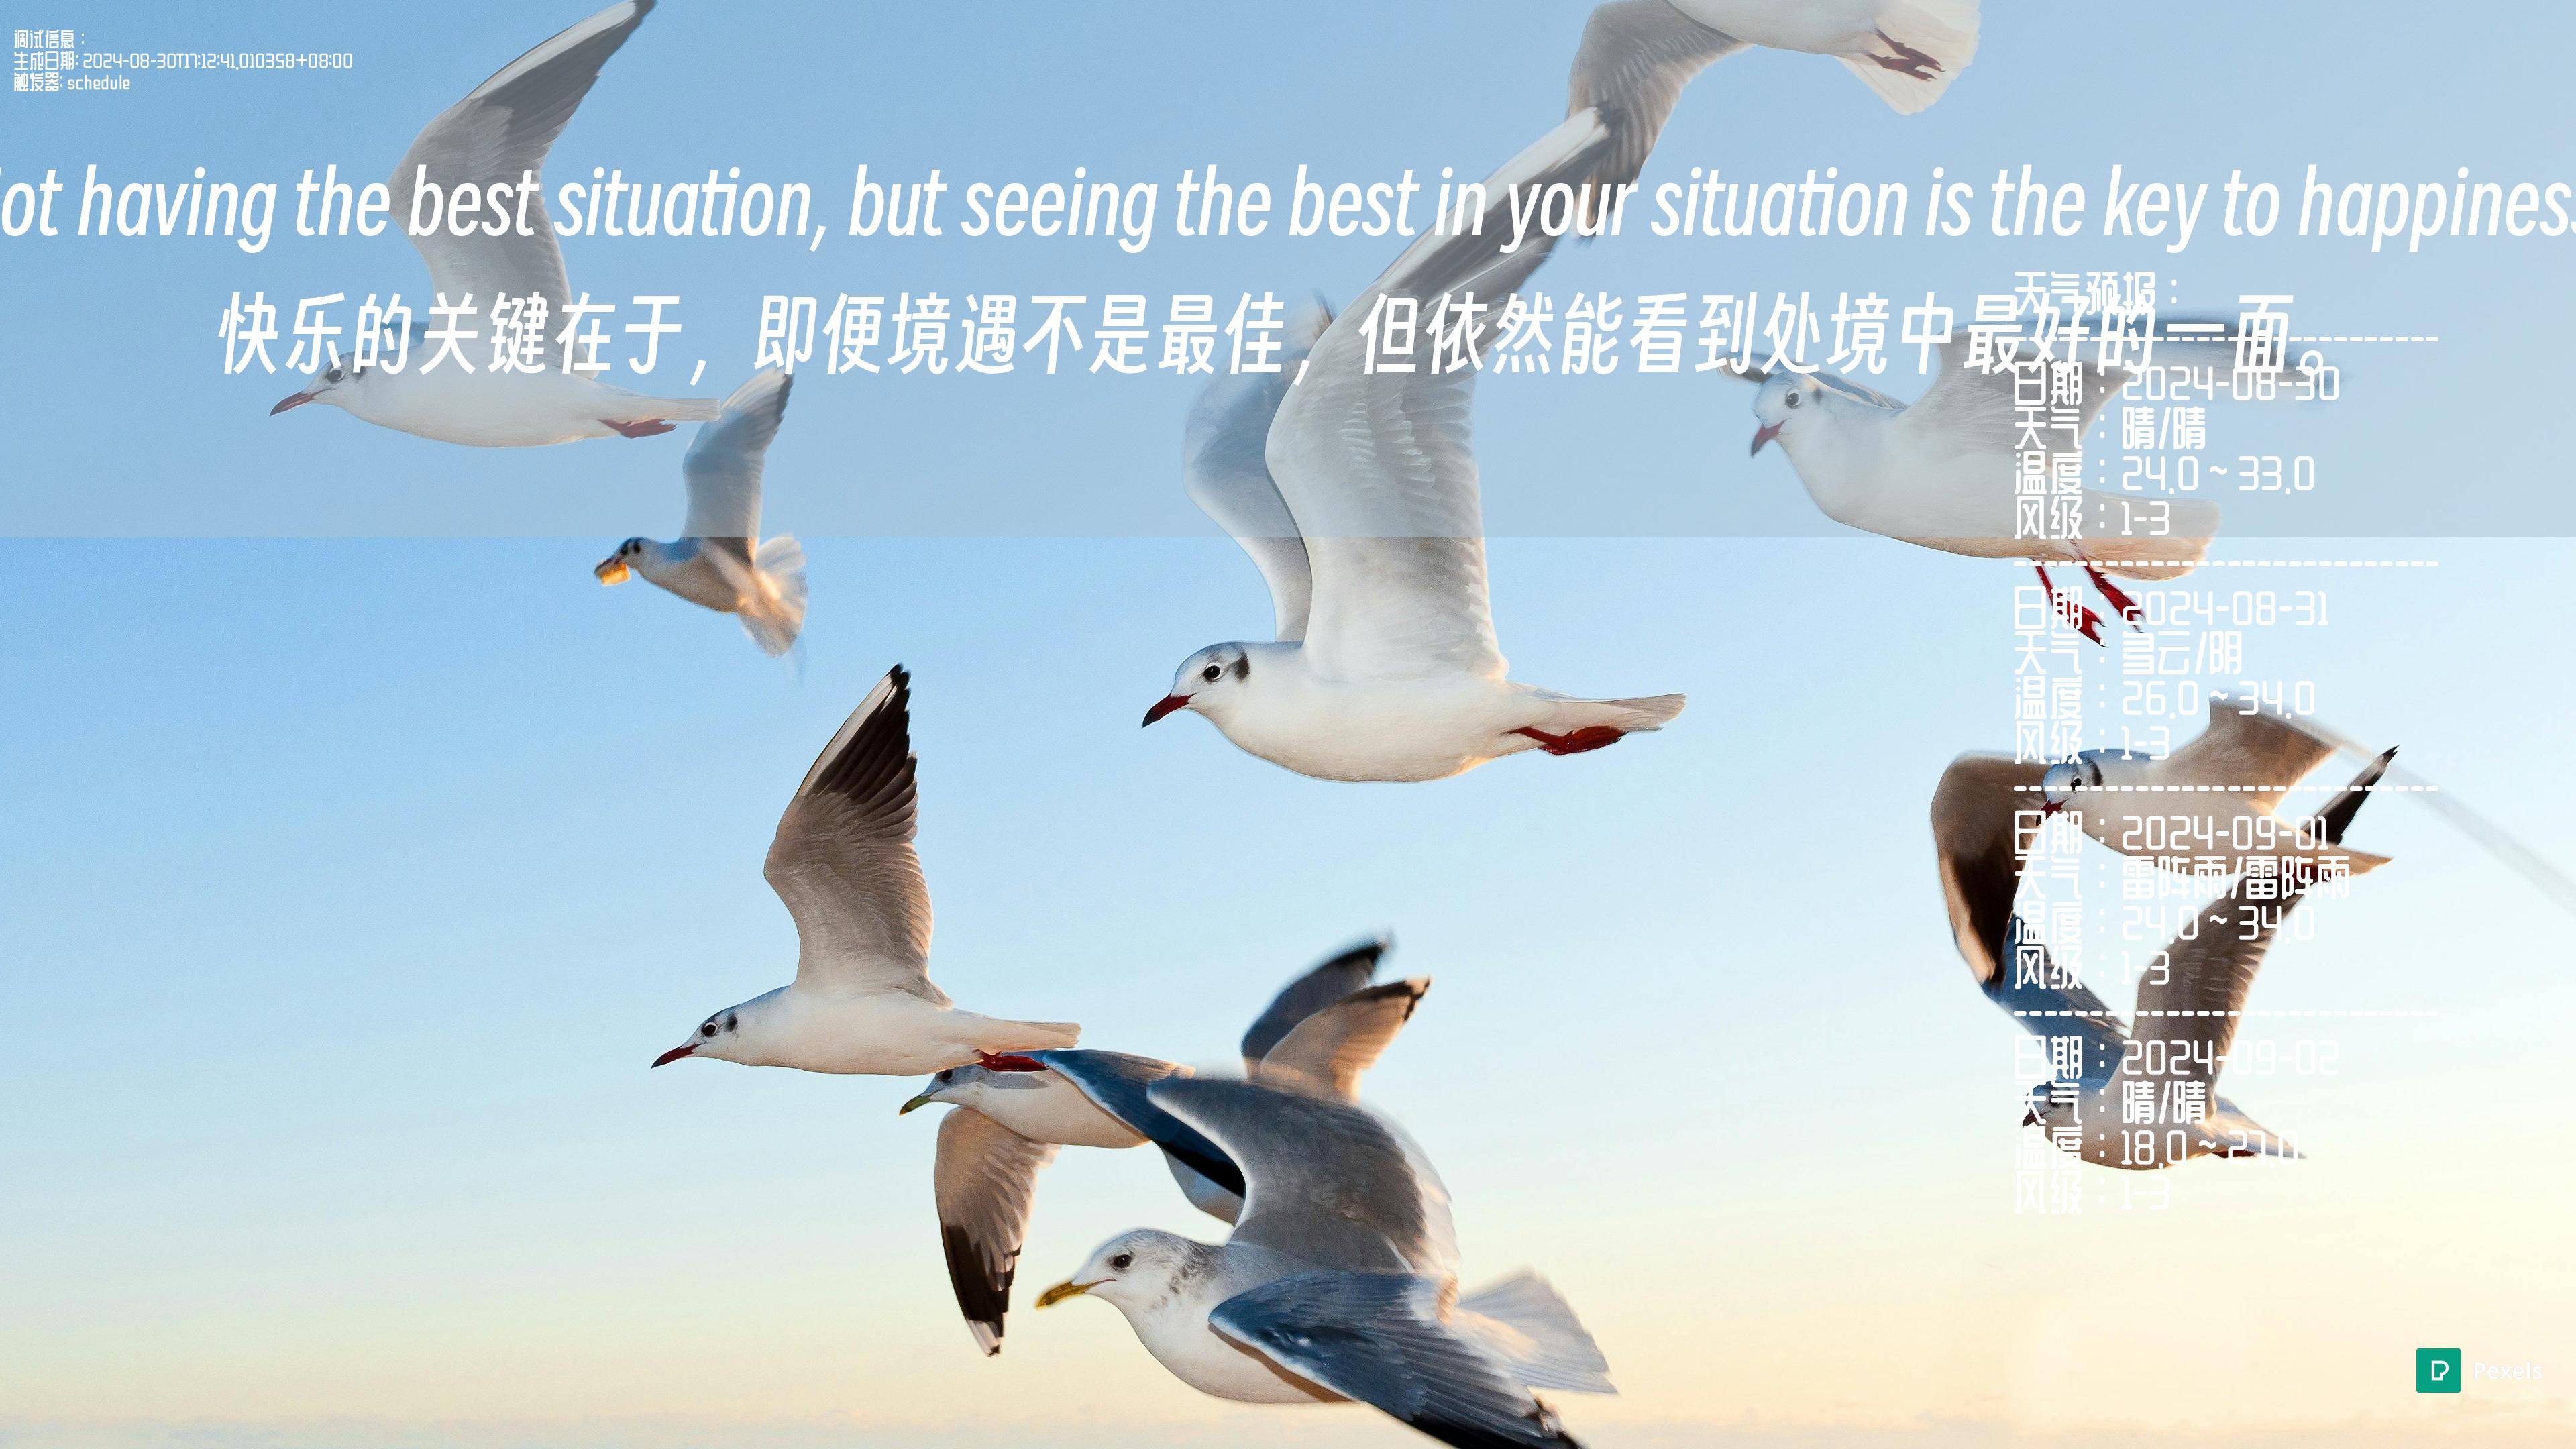 调试信息：
生成日期: 2024-08-30T17:12:41.010358+08:00
触发器: schedule
ot having the best situation, but seeing the best in your situation is the key to happiness
快乐的关键在于，即便境遇不是最佳，但依然能看到处境中最好的一面。
天气预报：
------------------------------
日期：2024-08-30
天气：晴/晴
温度：24.0 ~ 33.0
风级：1-3
------------------------------
日期：2024-08-31
天气：多云/阴
温度：26.0 ~ 34.0
风级：1-3
------------------------------
日期：2024-09-01
天气：雷阵雨/雷阵雨
温度：24.0 ~ 34.0
风级：1-3
------------------------------
日期：2024-09-02
天气：晴/晴
温度：18.0 ~ 27.0
风级：1-3
Pexels